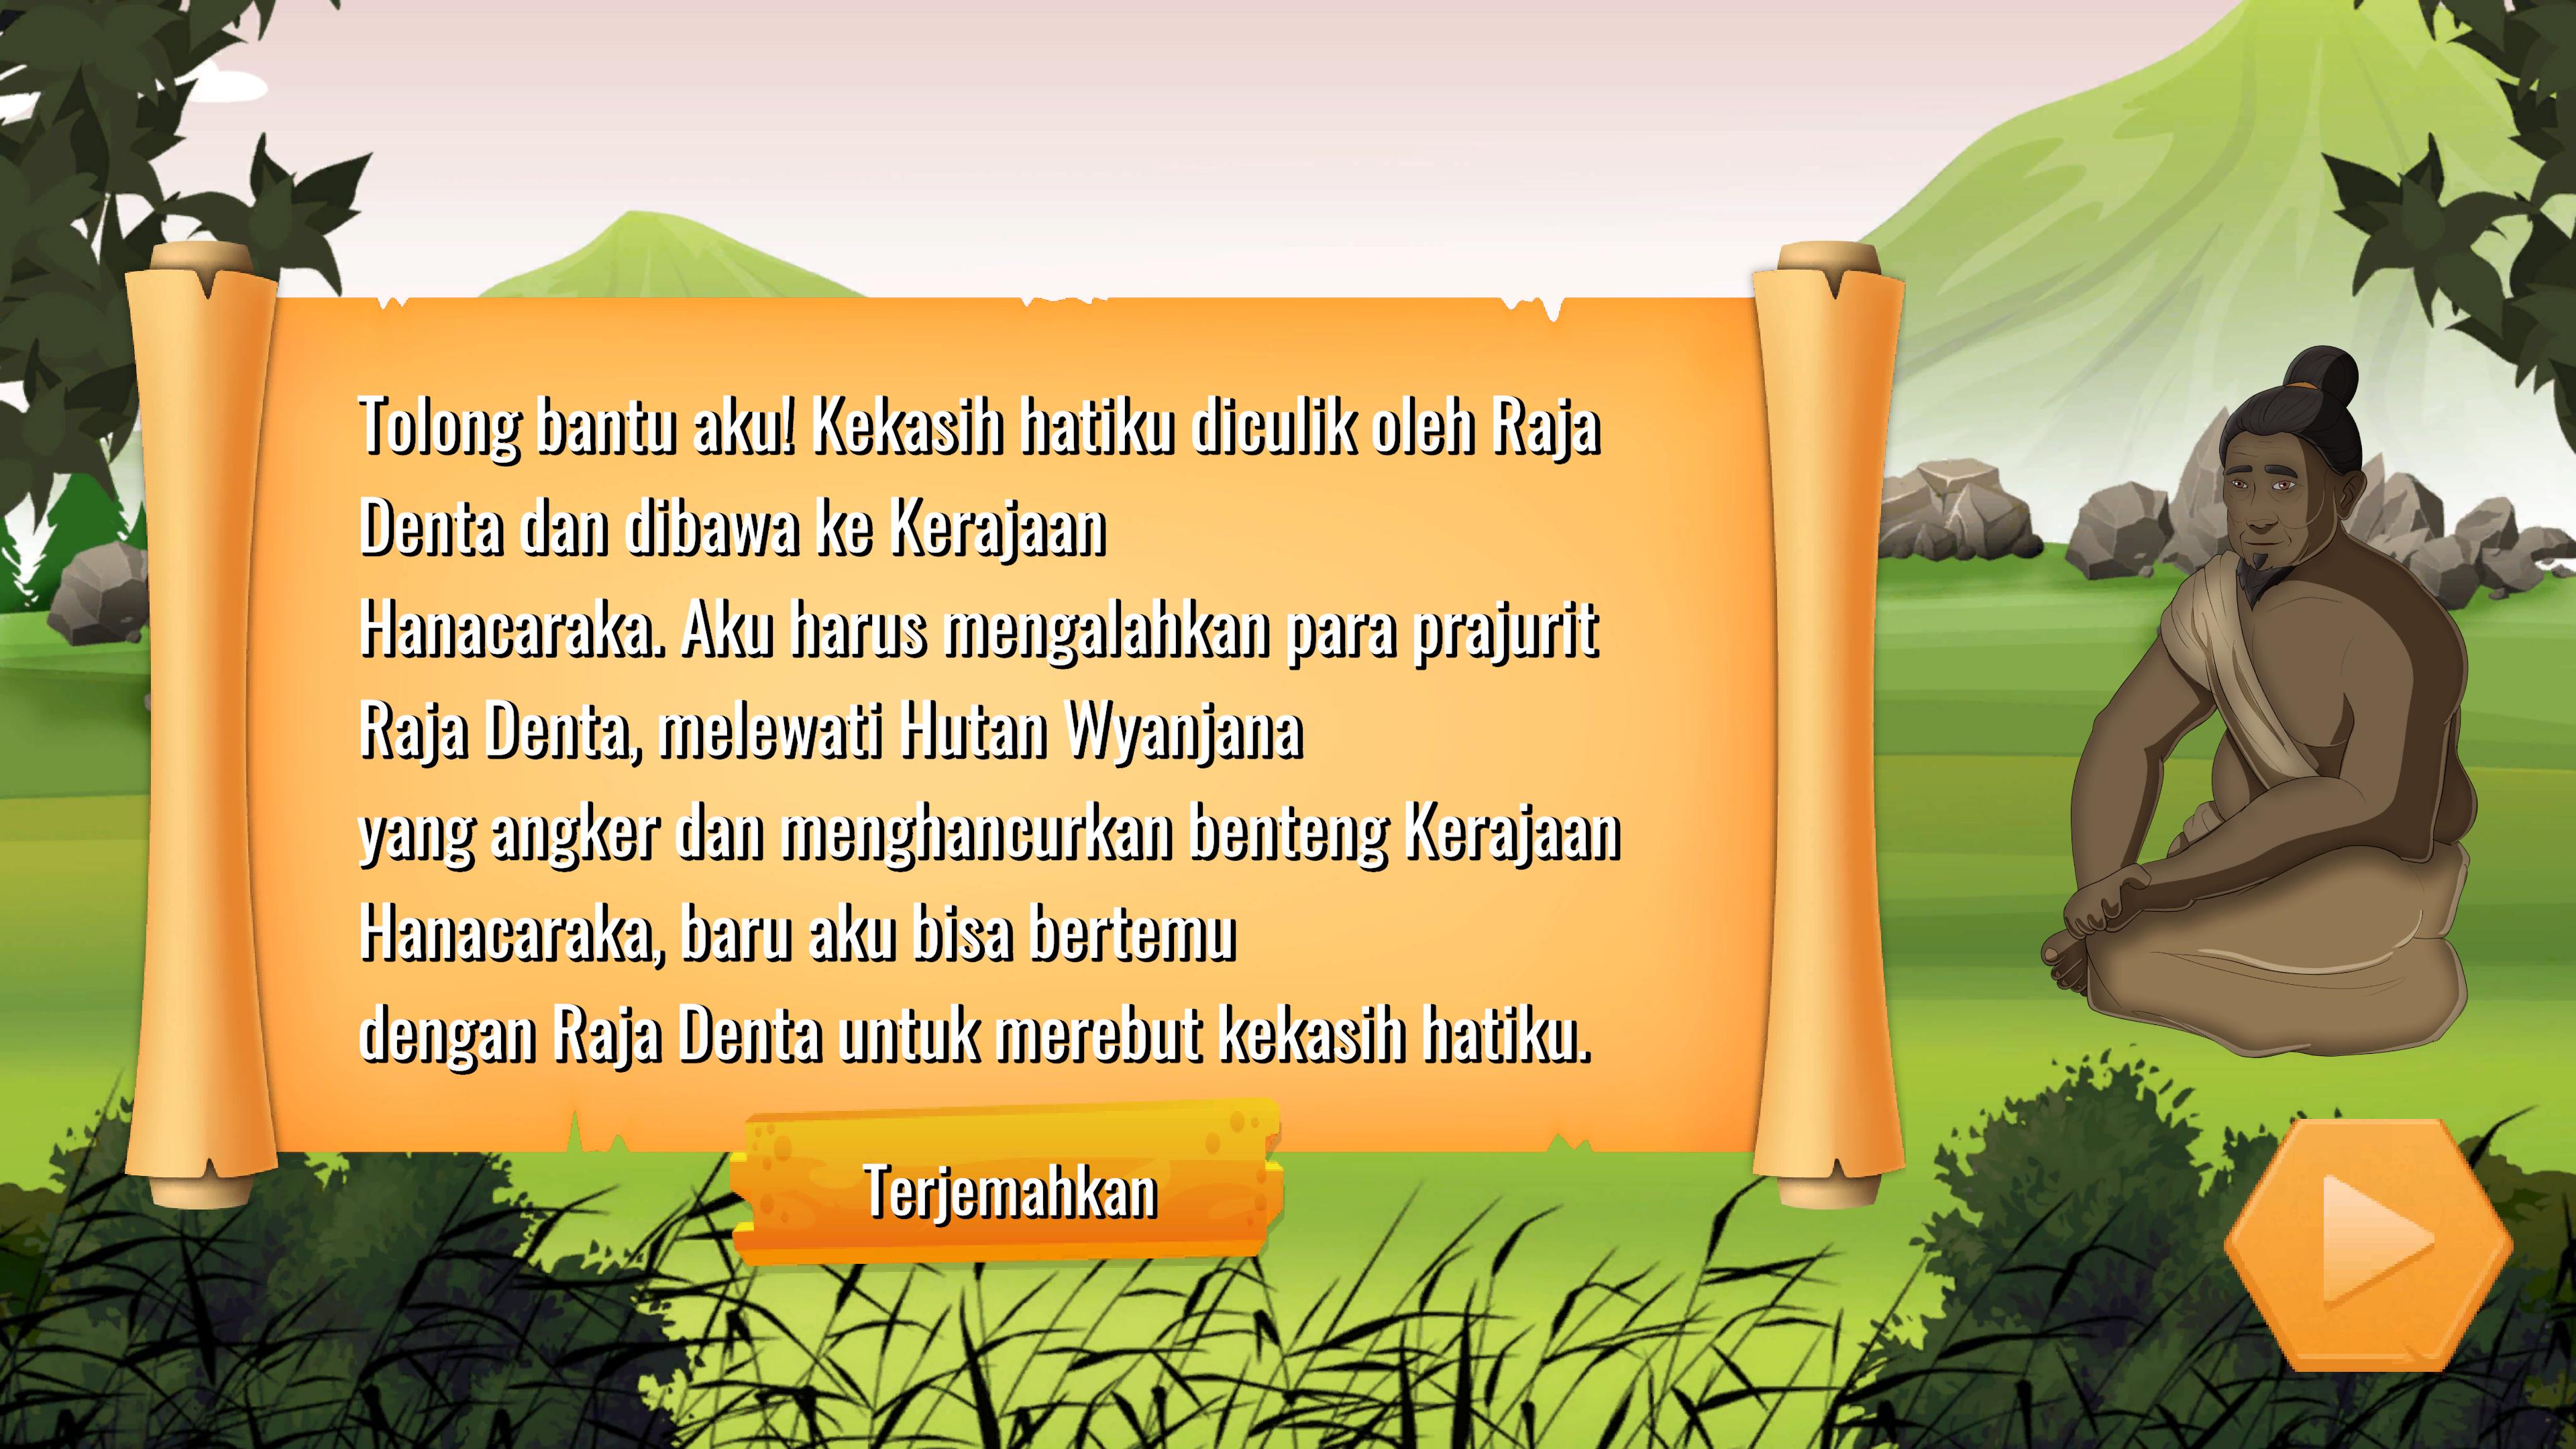 Tolong bantu aku! Kekasih hatiku diculik oleh Raja
Denta dan dibawa ke Kerajaan
Hanacaraka. Aku harus mengalahkan para prajurit
Raja Denta, melewati Hutan Wyanjana
yang angker dan menghancurkan benteng Kerajaan
Hanacaraka, baru aku bisa bertemu
dengan Raja Denta untuk merebut kekasih hatiku.
Terjemahkan